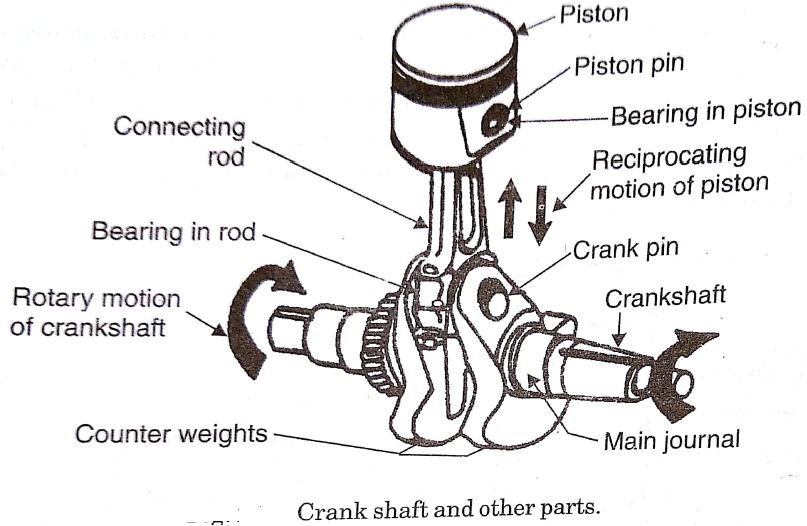 Piston
Piston pin
Bearing in piston
Connecting
rod
Reciprocating
motion of piston
Bearing in rod
Crank pin
Rotary motion
of crankshaft
Crankshaft
Counter weights
Main journal
Crank shaft and other parts.